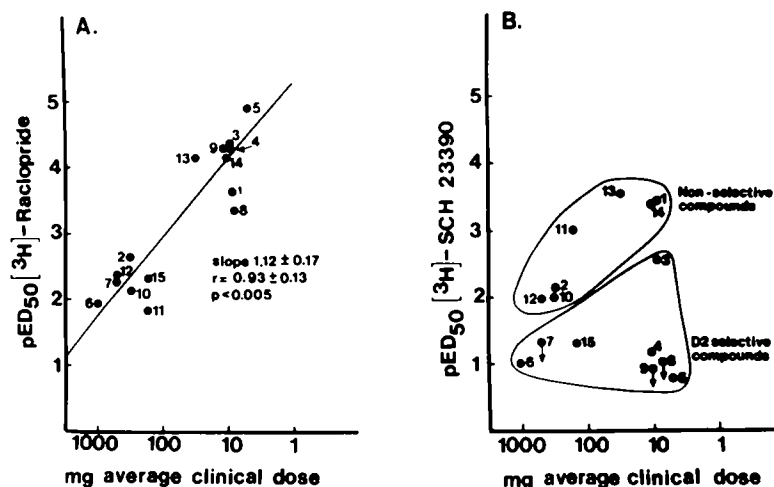 A.
pED50 [3H]-Raclopride
5
4
3
2
1
5
3
9
4
13
14
1
8
2
12
7
15
10
6
11
slope 1,12 ± 0.17
r = 0.93 ± 0.13
p < 0.005
1000 100 10 1
mg average clinical dose
B.
pED50 [3H]-SCH 23390
5
4
3
2
1
13
1
14
11
Non-selective
compounds
3
2
12
10
7
15
4
6
9
D2 selective
compounds
1000 100 10 1
mg average clinical dose